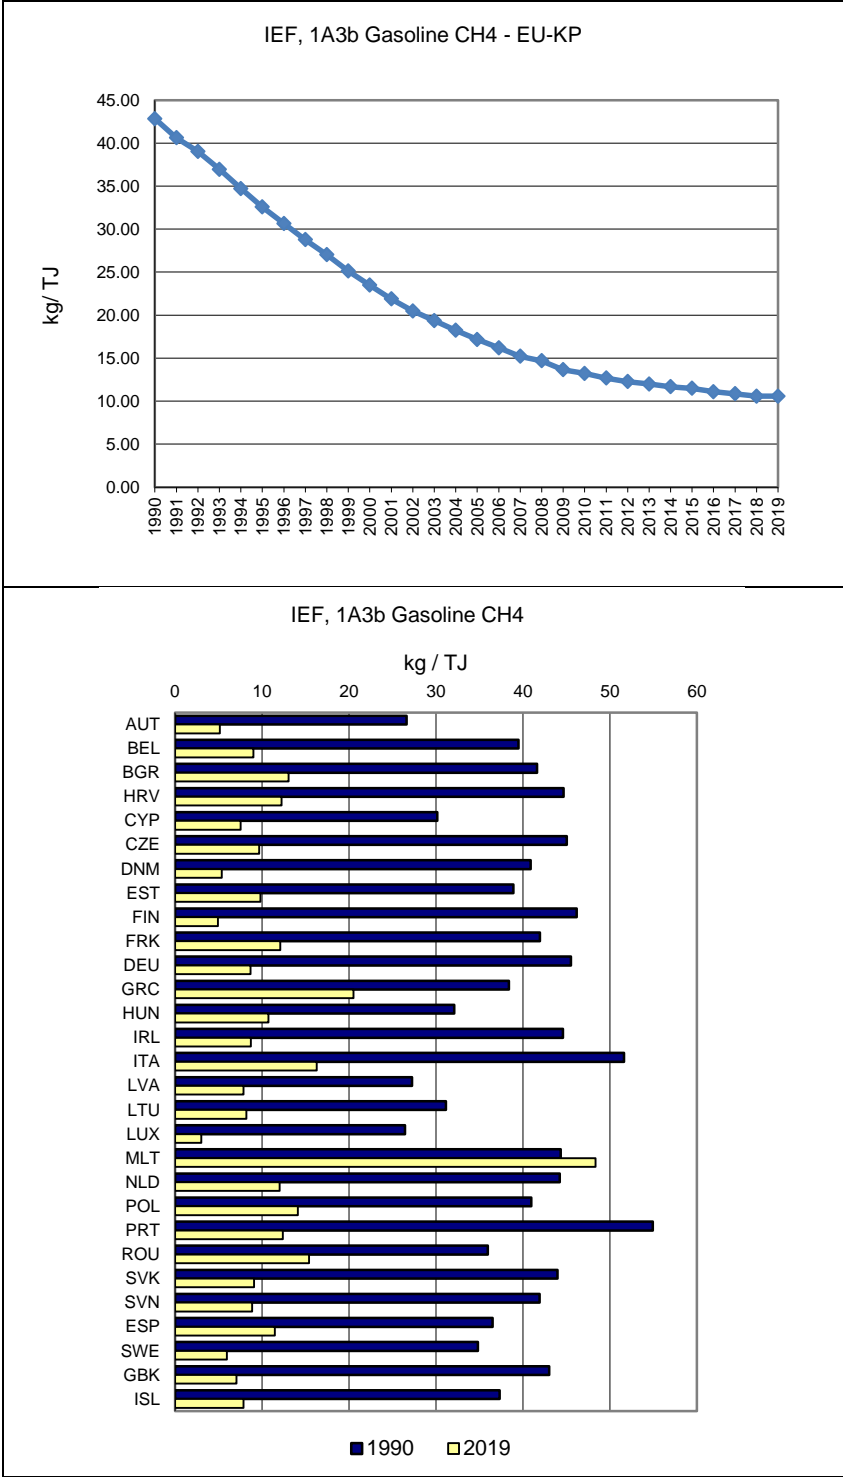 IEF, 1A3b Gasoline CH4 - EU-KP
45.00
40.00
35.00
30.00
25.00
20.00
15.00
10.00
5.00
0.00
kg/ TJ
1990 1991 1992 1993 1994 1995 1996 1997 1998 1999 2000 2001 2002 2003 2004 2005 2006 2007 2008 2009 2010 2011 2012 2013 2014 2015 2016 2017 2018 2019
IEF, 1A3b Gasoline CH4
kg / TJ
0 10 20 30 40 50 60
AUT
BEL
BGR
HRV
CYP
CZE
DNM
EST
FIN
FRK
DEU
GRC
HUN
IRL
ITA
LVA
LTU
LUX
MLT
NLD
POL
PRT
ROU
SVK
SVN
ESP
SWE
GBK
ISL
1990 2019